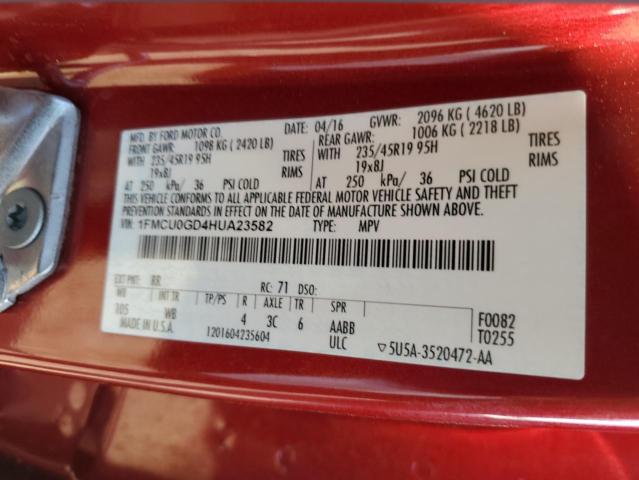 MFD. BY FORD MOTOR CO. DATE: 04/16 GVWR: 2096 KG (4620 LB)
FRONT GAWR: 1098 KG (2420 LB) REAR GAWR: 1006 KG (2218 LB)
WITH 235/45R19 95H TIRES WITH 235/45R19 95H TIRES
19x8J RIMS 19x8J RIMS
AT 250 kPa/ 36 PSI COLD AT 250 kPa/ 36 PSI COLD
THIS VEHICLE CONFORMS TO ALL APPLICABLE FEDERAL MOTOR VEHICLE SAFETY AND THEFT
PREVENTION STANDARDS IN EFFECT ON THE DATE OF MANUFACTURE SHOWN ABOVE.
VIN: 1FMCU0GD4HUA23582 TYPE: MPV
EXT PNT: RR RC: 71 DSO:
WB INT TR TP/PS R AXLE TR SPR
105 WB 4 3C 6 AABB F0082
MADE IN U.S.A. 1201604235604 ULC T0255
▽5U5A-3520472-AA